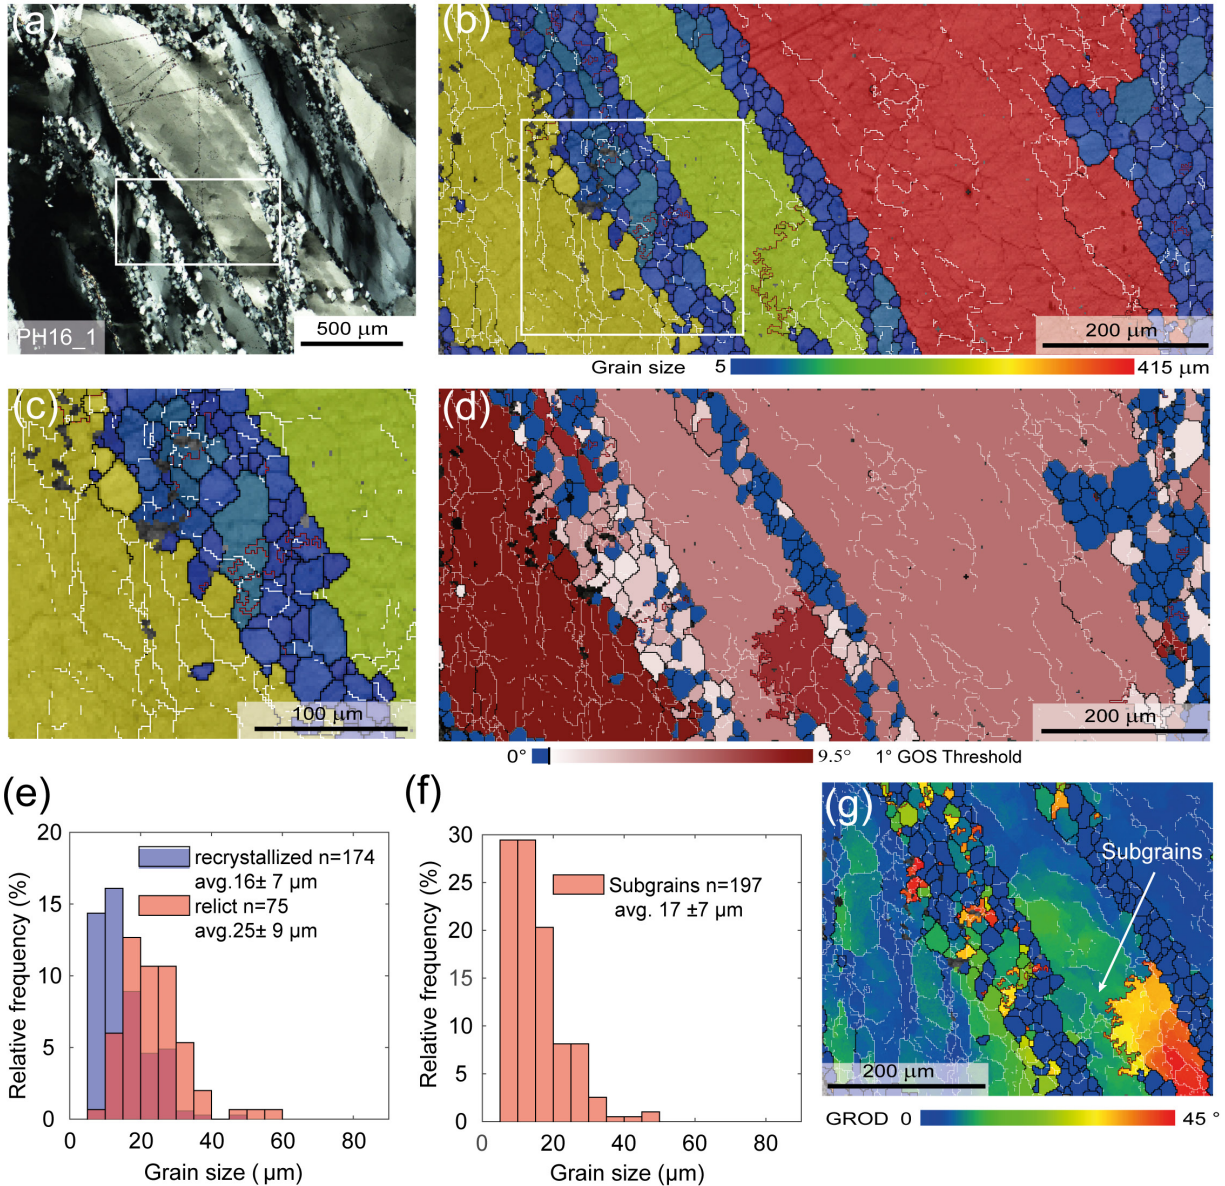 (a)
PH16_1
500 µm
(b)
200 µm
Grain size 5 415 µm
(c)
100 µm
(d)
200 µm
0° 9.5° 1° GOS Threshold
(e)
20
15
10
5
0
0 20 40 60 80
Relative frequency (%)
Grain size ( µm)
recrystallized n=174
avg.16± 7 µm
relict n=75
avg.25± 9 µm
(f)
30
25
20
15
10
5
0
0 20 40 60 80
Relative frequency (%)
Grain size (µm)
Subgrains n=197
avg. 17 ±7 µm
(g)
Subgrains
200 µm
GROD 0 45 °